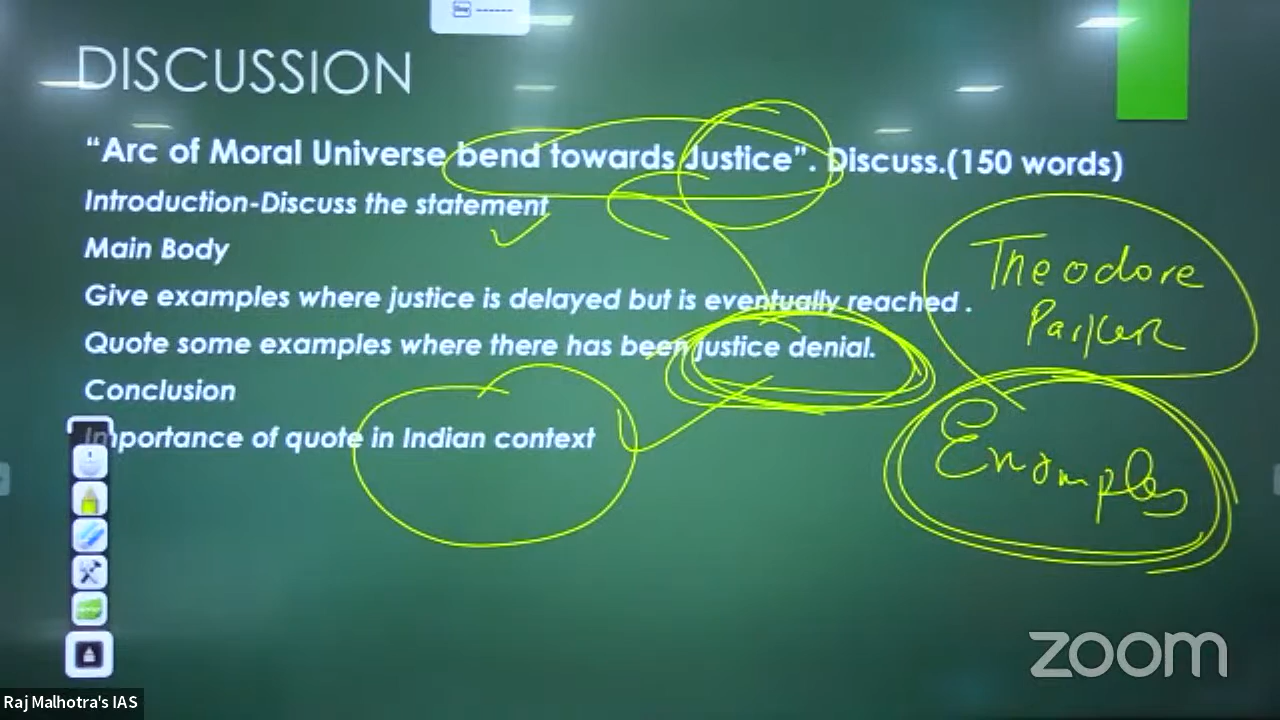 DISCUSSION
“Arc of Moral Universe bend towards Justice”. Discuss.(150 words)
Introduction-Discuss the statement
Main Body
Give examples where justice is delayed but is eventually reached .
Quote some examples where there has been justice denial.
Conclusion
Importance of quote in Indian context
Theodore
Parker
Examples
zoom
Raj Malhotra's IAS